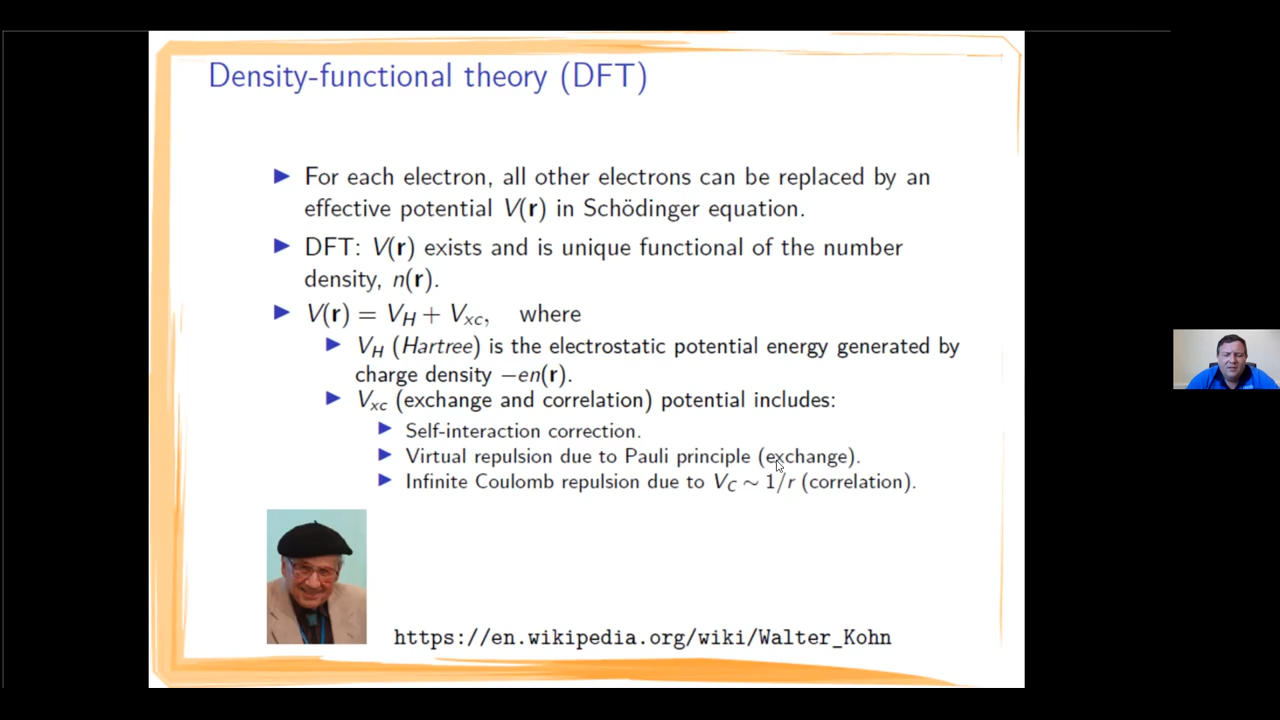 Density-functional theory (DFT)
▶ For each electron, all other electrons can be replaced by an
effective potential V(r) in Schödinger equation.
▶ DFT: V(r) exists and is unique functional of the number
density, n(r).
▶ V(r) = V_H + V_xc, where
▶ V_H (Hartree) is the electrostatic potential energy generated by
charge density −en(r).
▶ V_xc (exchange and correlation) potential includes:
▶ Self-interaction correction.
▶ Virtual repulsion due to Pauli principle (exchange).
▶ Infinite Coulomb repulsion due to V_C ∼ 1/r (correlation).
https://en.wikipedia.org/wiki/Walter_Kohn